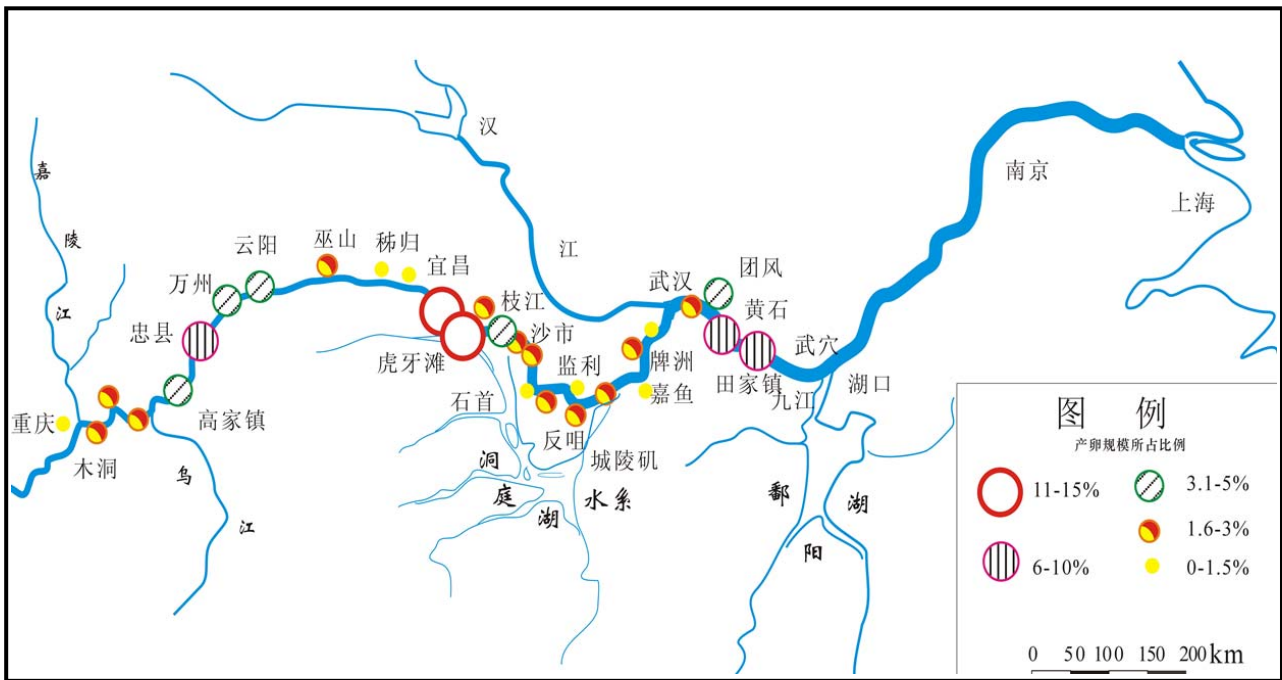 汉
嘉
陵
江
南京
上海
云阳
巫山
秭归
宜昌
江
武汉
团风
万州
枝江
黄石
忠县
沙市
虎牙滩
监利
牌洲
田家镇
武穴
湖口
九江
重庆
高家镇
石首
嘉鱼
反咀
城陵矶
木洞
乌
江
洞
庭
湖
水系
鄱
湖
阳
图 例
产卵规模所占比例
11-15%
3.1-5%
1.6-3%
6-10%
0-1.5%
0 50 100 150 200 km